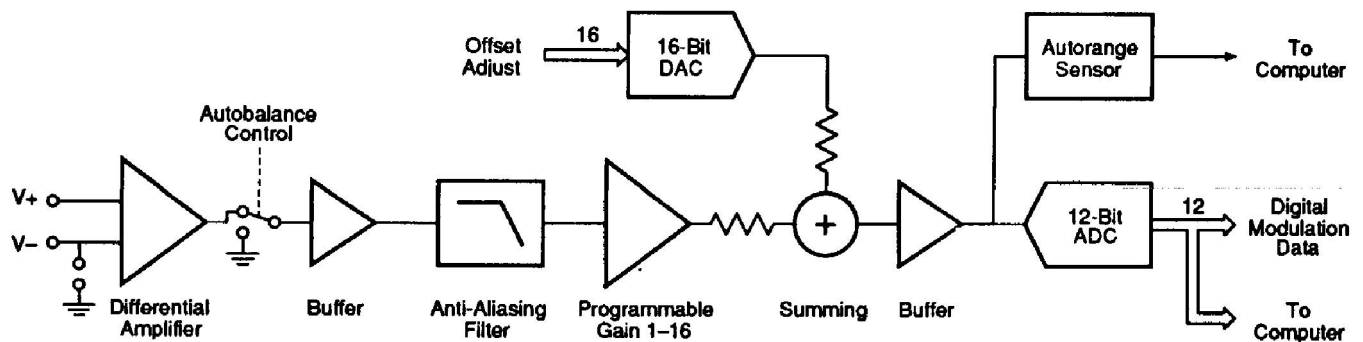 Offset
Adjust
16
16-Bit
DAC
Autorange
Sensor
To
Computer
Autobalance
Control
V+
V–
12-Bit
ADC
12
Digital
Modulation
Data
Differential
Amplifier
Buffer
Anti-Aliasing
Filter
Programmable
Gain 1–16
+
Summing
Buffer
To
Computer